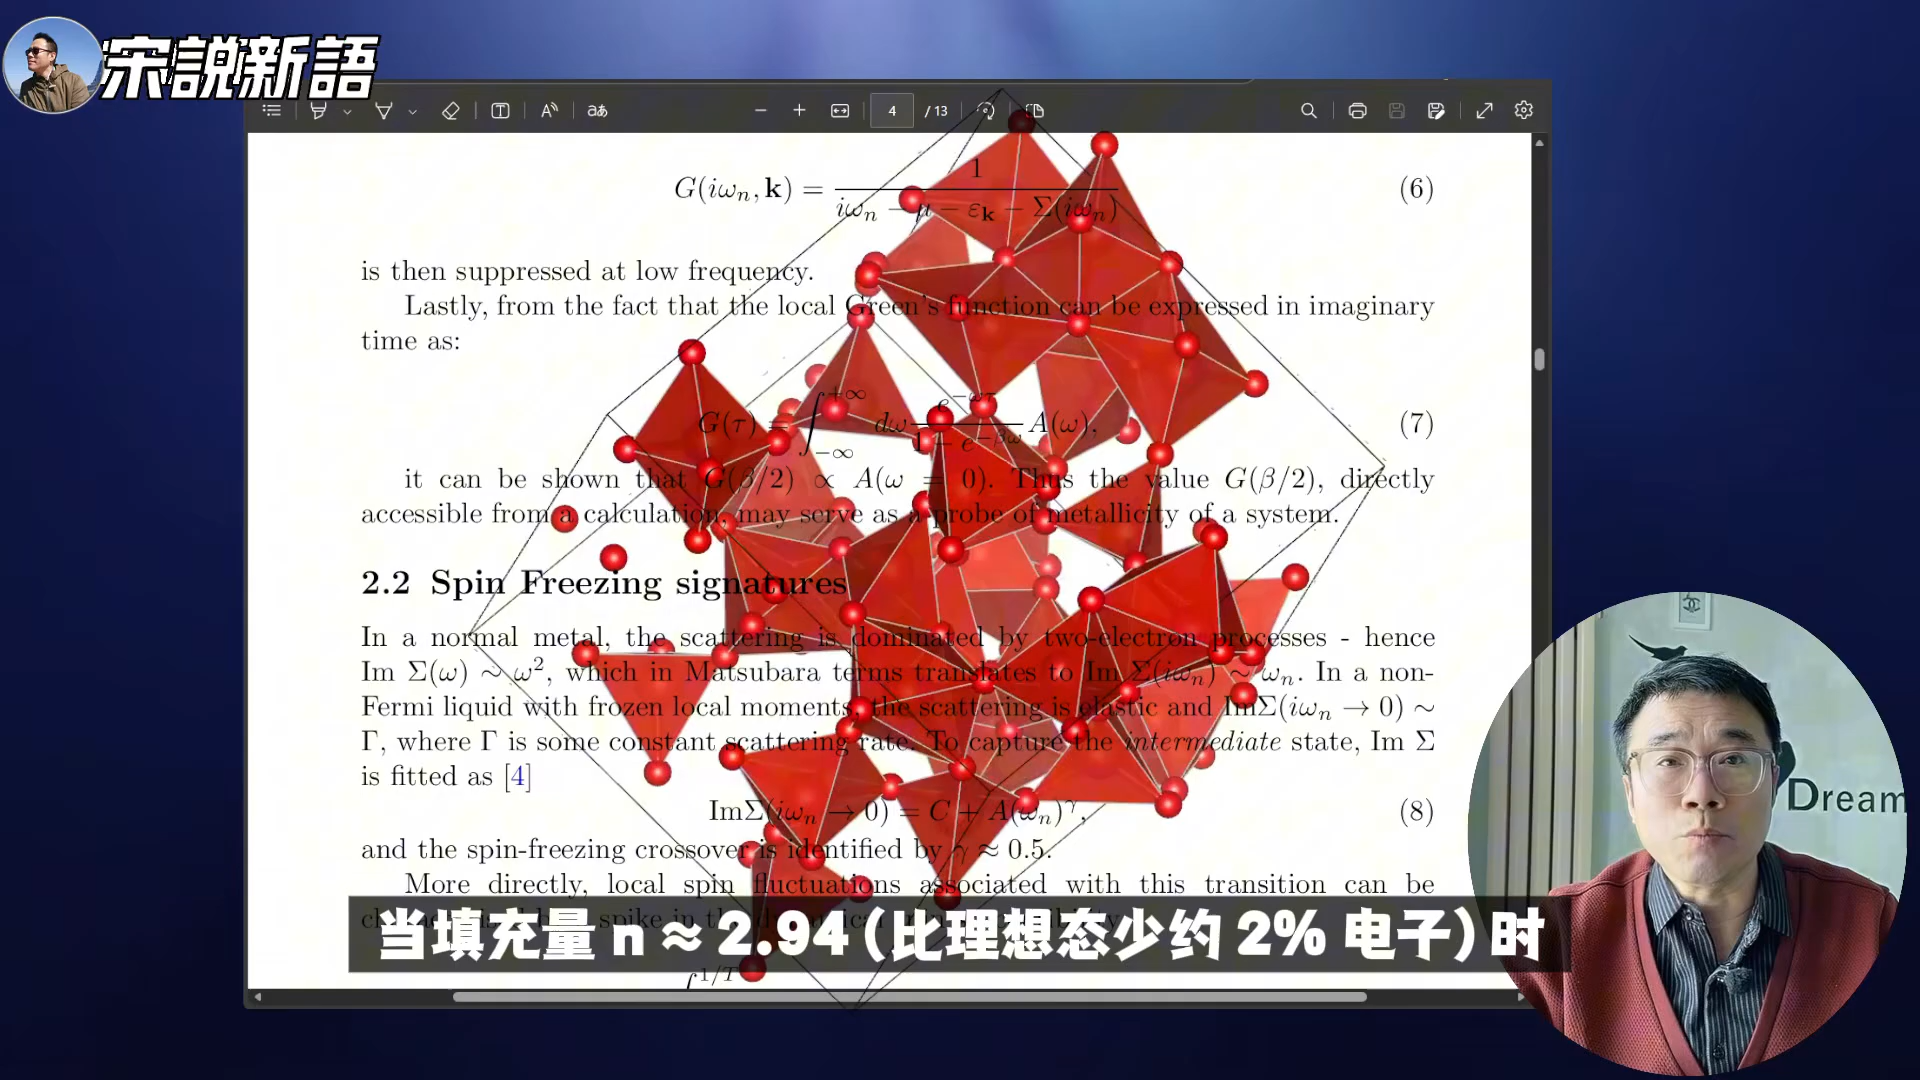 宋説新語
4 / 13
G(iωₙ, k) = 1 / (iωₙ − μ − ε_k − Σ(iωₙ)) (6)
is then suppressed at low frequency.
Lastly, from the fact that the local Green's function can be expressed in imaginary
time as:
G(τ) = ∫_{−∞}^{+∞} dω e^{−ωτ} / (1 − e^{−βω}) A(ω), (7)
it can be shown that G(β/2) ∝ A(ω = 0). Thus the value G(β/2), directly
accessible from a calculation, may serve as a probe of metallicity of a system.
2.2 Spin Freezing signatures
In a normal metal, the scattering is dominated by two-electron processes - hence
Im Σ(ω) ∼ ω², which in Matsubara terms translates to Im Σ(iωₙ) ∼ ωₙ. In a non-
Fermi liquid with frozen local moments, the scattering is elastic and ImΣ(iωₙ → 0) ∼
Γ, where Γ is some constant scattering rate. To capture the intermediate state, Im Σ
is fitted as [4]
ImΣ(iωₙ → 0) = C + A(ωₙ)^γ, (8)
and the spin-freezing crossover is identified by γ ≈ 0.5.
More directly, local spin fluctuations associated with this transition can be
当填充量 n ≈ 2.94（比理想态少约 2% 电子）时
∫^{1/T}
Dream